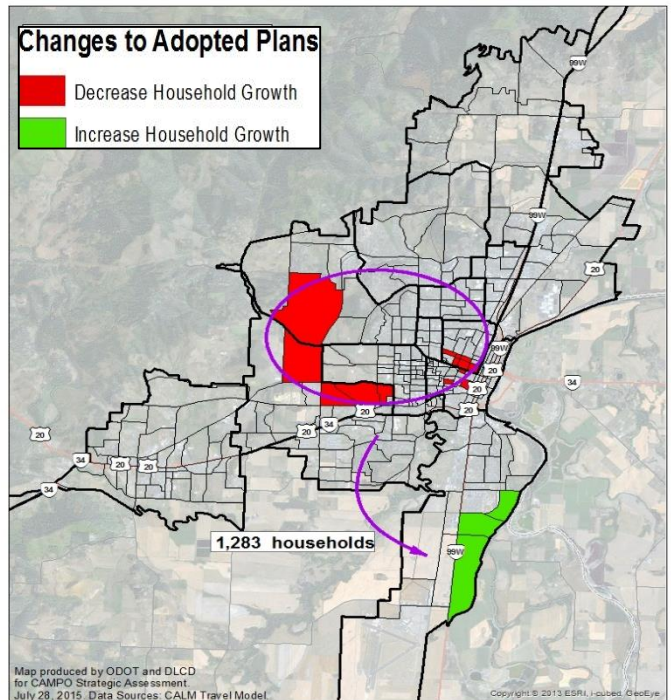 Changes to Adopted Plans
Decrease Household Growth
Increase Household Growth
99W
99W
20
99W
20
34
20
20
20
34
20
20
34
20
20
34
1,283 households
99W
Map produced by ODOT and DLCD
for CAMPO Strategic Assessment.
July 28, 2015. Data Sources: CALM Travel Model
Copyright © 2013 ESRI, i-cubed, GeoEye